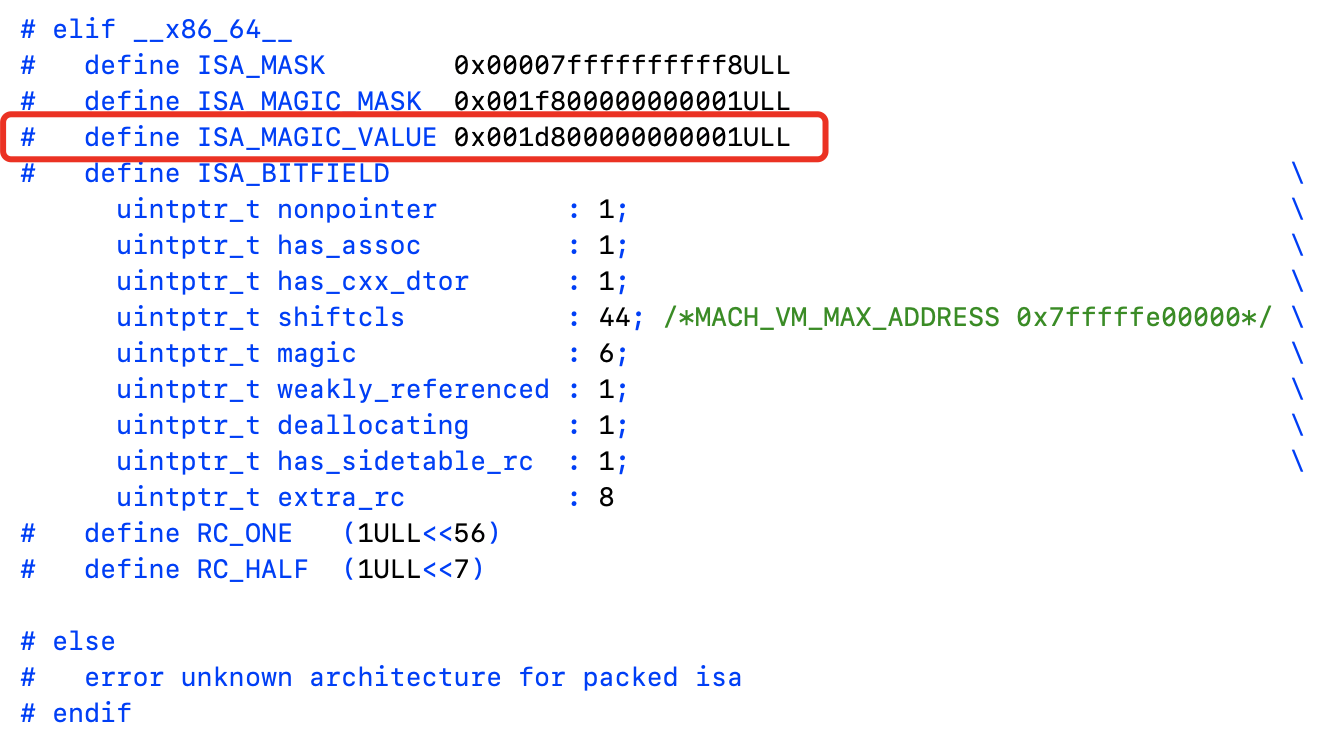 # elif __x86_64__
#   define ISA_MASK        0x00007ffffffffff8ULL
#   define ISA_MAGIC_MASK  0x001f800000000001ULL
#   define ISA_MAGIC_VALUE 0x001d800000000001ULL
#   define ISA_BITFIELD                                                        \
      uintptr_t nonpointer        : 1;                                         \
      uintptr_t has_assoc         : 1;                                         \
      uintptr_t has_cxx_dtor      : 1;                                         \
      uintptr_t shiftcls          : 44; /*MACH_VM_MAX_ADDRESS 0x7fffffe00000*/ \
      uintptr_t magic             : 6;                                         \
      uintptr_t weakly_referenced : 1;                                         \
      uintptr_t deallocating      : 1;                                         \
      uintptr_t has_sidetable_rc  : 1;                                         \
      uintptr_t extra_rc          : 8
#   define RC_ONE   (1ULL<<56)
#   define RC_HALF  (1ULL<<7)
# else
#   error unknown architecture for packed isa
# endif